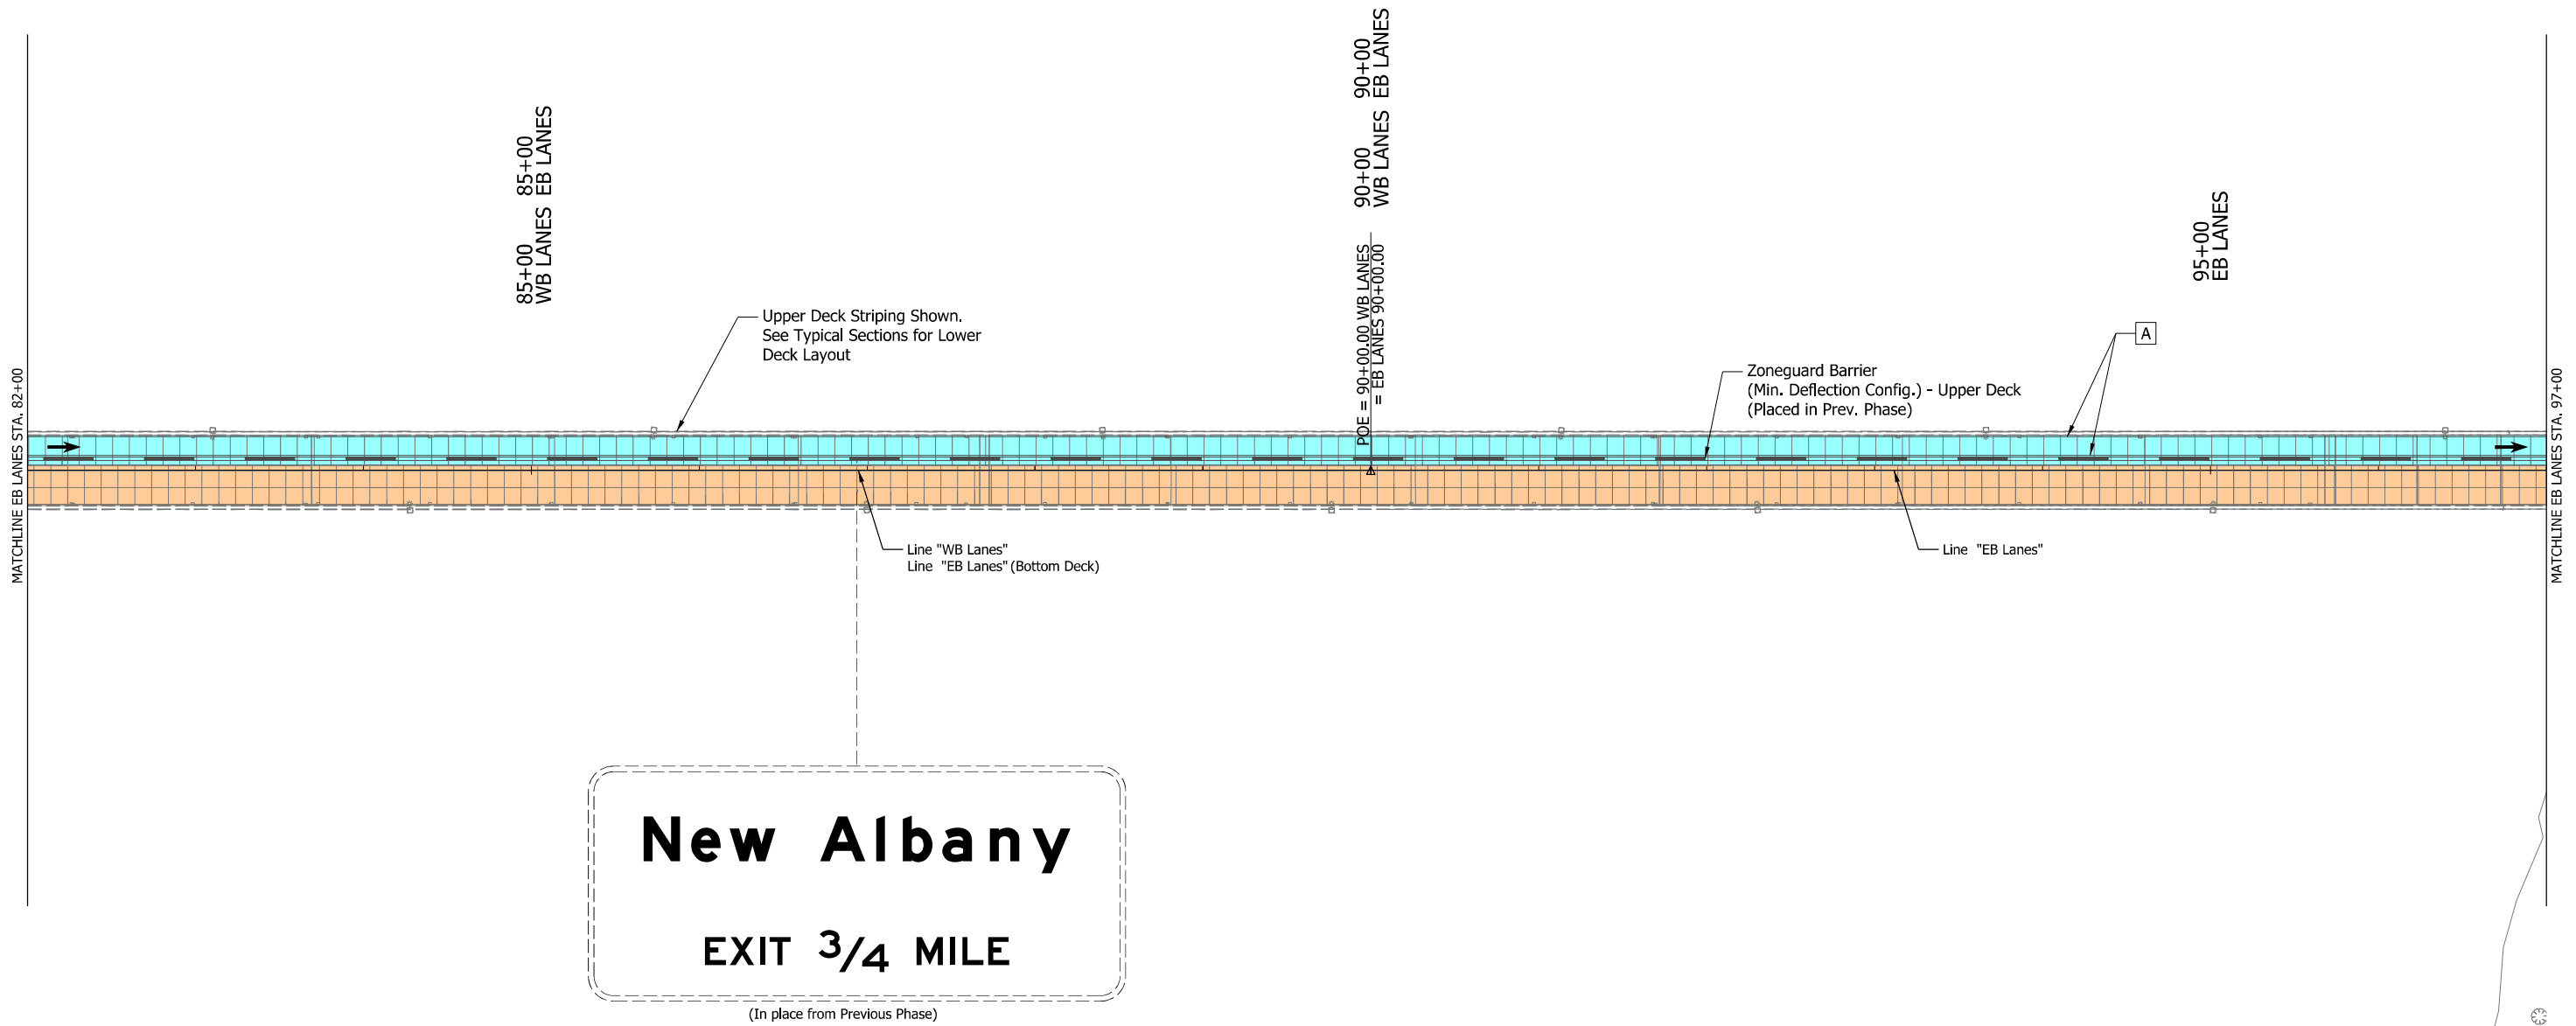 85+00 85+00
WB LANES EB LANES
90+00 90+00
WB LANES EB LANES
POE = 90+00.00 WB LANES
= EB LANES 90+00.00
95+00
EB LANES
Upper Deck Striping Shown.
See Typical Sections for Lower
Deck Layout
A
Zoneguard Barrier
(Min. Deflection Config.) - Upper Deck
(Placed in Prev. Phase)
MATCHLINE EB LANES STA. 82+00
MATCHLINE EB LANES STA. 97+00
Line "WB Lanes"
Line "EB Lanes" (Bottom Deck)
Line "EB Lanes"
New Albany
EXIT 3/4 MILE
(In place from Previous Phase)